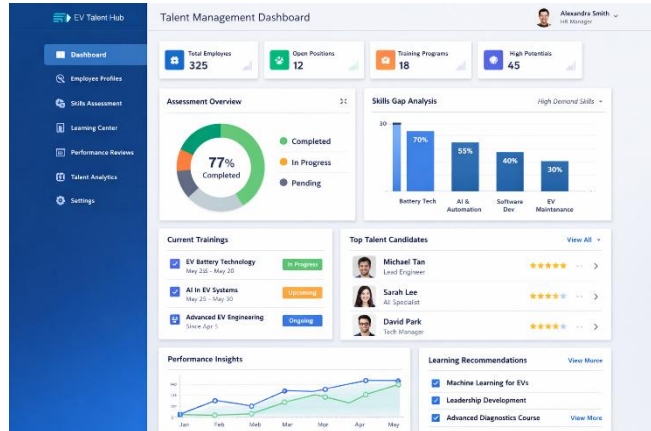 EV Talent Hub
Talent Management Dashboard
Alexandra Smith
HR Manager
Dashboard
Employee Profiles
Skills Assessment
Learning Center
Performance Reviews
Talent Analytics
Settings
Total Employees
325
Open Positions
12
Training Programs
18
High Potentials
45
Assessment Overview
77%
Completed
Completed
In Progress
Pending
Skills Gap Analysis
High Demand Skills
30
70%
55%
40%
30%
Battery Tech
AI &
Automation
Software
Dev
EV
Maintenance
Current Trainings
EV Battery Technology
May 255 - May 20
In Progress
AI In EV Systems
May 25 - May 30
Upcoming
Advanced EV Engineering
Since Apr 5
Ongoing
Top Talent Candidates
View All
Michael Tan
Lead Engineer
Sarah Lee
AI Specialist
David Park
Tech Manager
Performance Insights
Jan Feb Meb Mar Mor Apr May
Learning Recommendations
View Moree
Machine Learning for EVs
Leadership Development
Advanced Diagnostics Course
View More